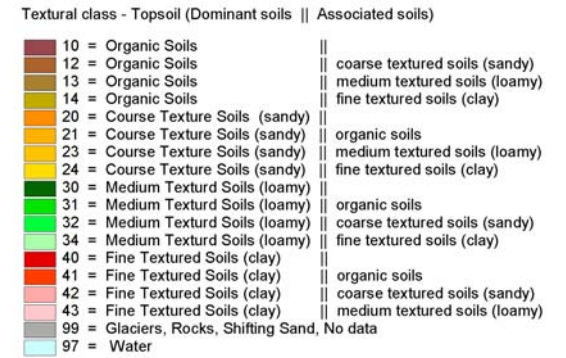 Textural class - Topsoil (Dominant soils || Associated soils)
10 = Organic Soils ||
12 = Organic Soils || coarse textured soils (sandy)
13 = Organic Soils || medium textured soils (loamy)
14 = Organic Soils || fine textured soils (clay)
20 = Course Texture Soils (sandy) ||
21 = Course Texture Soils (sandy) || organic soils
23 = Course Texture Soils (sandy) || medium textured soils (loamy)
24 = Course Texture Soils (sandy) || fine textured soils (clay)
30 = Medium Texturd Soils (loamy) ||
31 = Medium Texturd Soils (loamy) || organic soils
32 = Medium Texturd Soils (loamy) || coarse textured soils (sandy)
34 = Medium Texturd Soils (loamy) || fine textured soils (clay)
40 = Fine Textured Soils (clay) ||
41 = Fine Textured Soils (clay) || organic soils
42 = Fine Textured Soils (clay) || coarse textured soils (sandy)
43 = Fine Textured Soils (clay) || medium textured soils (loamy)
99 = Glaciers, Rocks, Shifting Sand, No data
97 = Water